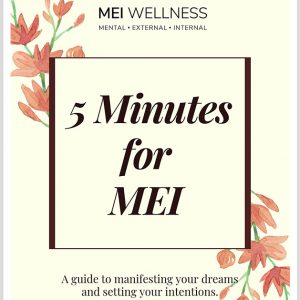 MEI WELLNESS
MENTAL • EXTERNAL • INTERNAL
5 Minutes
for
MEI
A guide to manifesting your dreams
and setting your intentions.